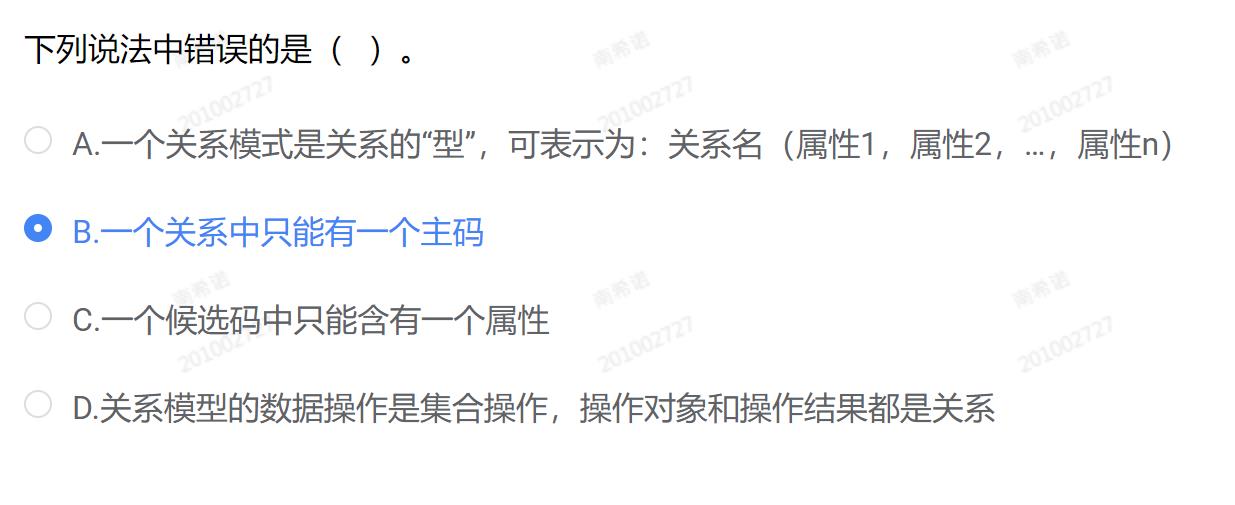 下列说法中错误的是（  ）。
A.一个关系模式是关系的“型”，可表示为：关系名（属性1，属性2，…，属性n）
B.一个关系中只能有一个主码
C.一个候选码中只能含有一个属性
D.关系模型的数据操作是集合操作，操作对象和操作结果都是关系
南希诺
南希诺
201002727
201002727
201002727
南希诺
南希诺
南希诺
201002727
201002727
201002727